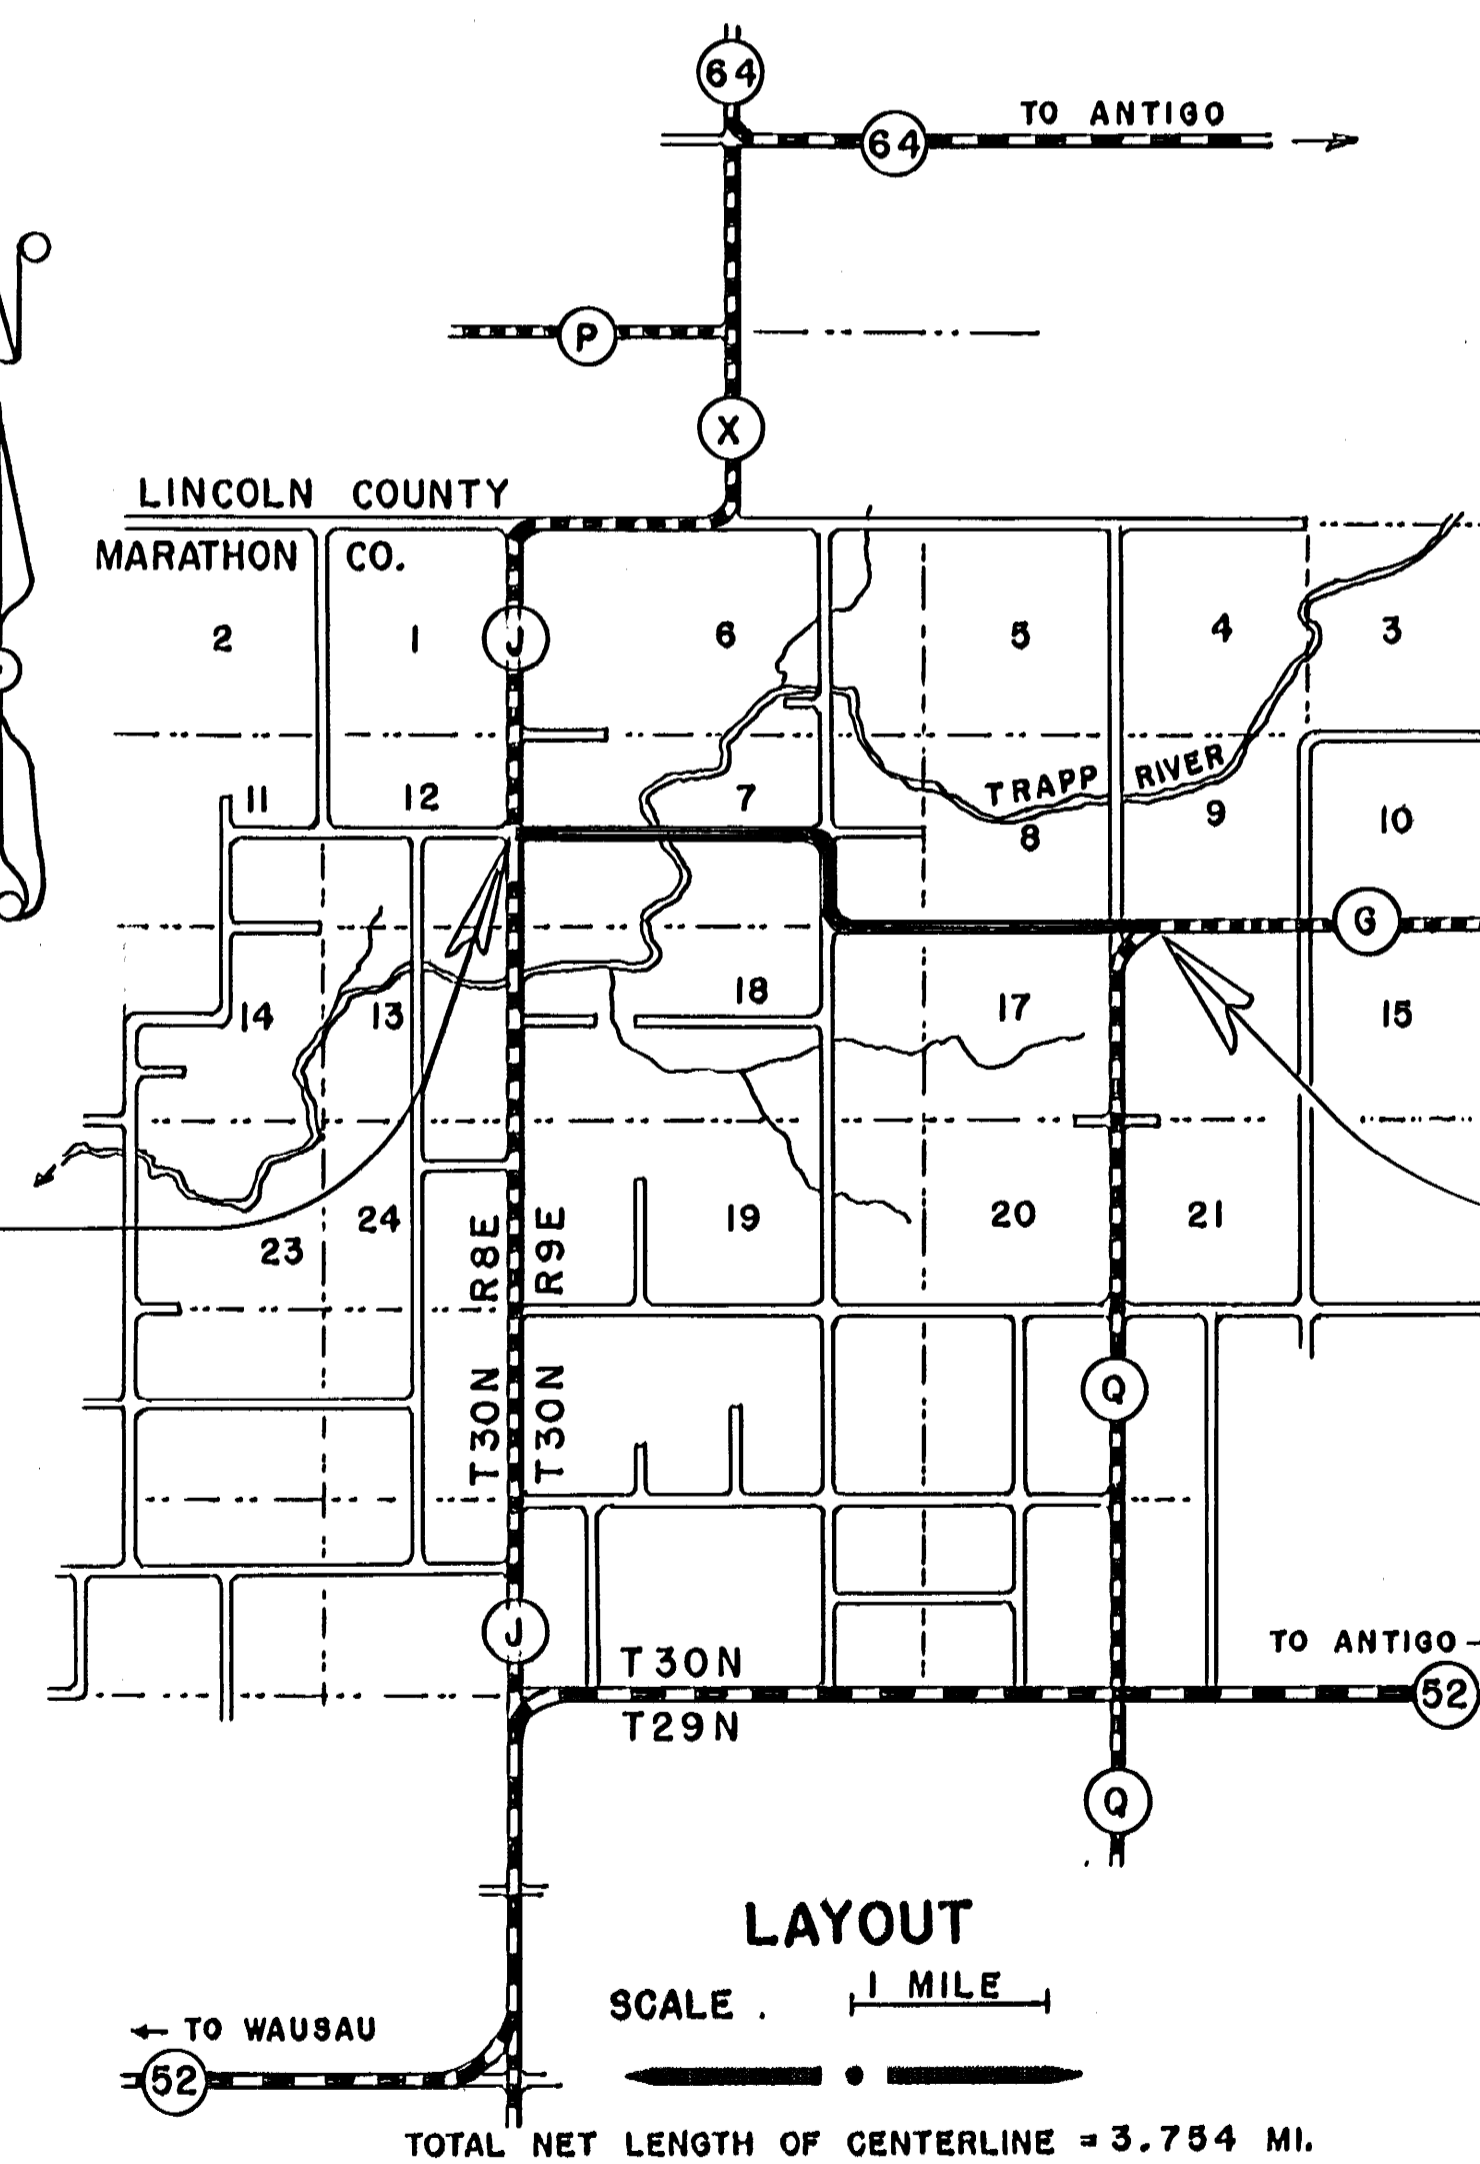 64
TO ANTIGO
64
P
X
LINCOLN COUNTY
MARATHON CO.
2 1 J 6 5 4 3
TRAPP RIVER
11 12 7 8 9 10
G
14 13 18 17 15
23 24 19 20 21
R8E R9E
T30N T30N
Q
J
TO ANTIGO
T30N
52
T29N
Q
LAYOUT
SCALE . 1 MILE
← TO WAUSAU
52
TOTAL NET LENGTH OF CENTERLINE = 3.754 MI.